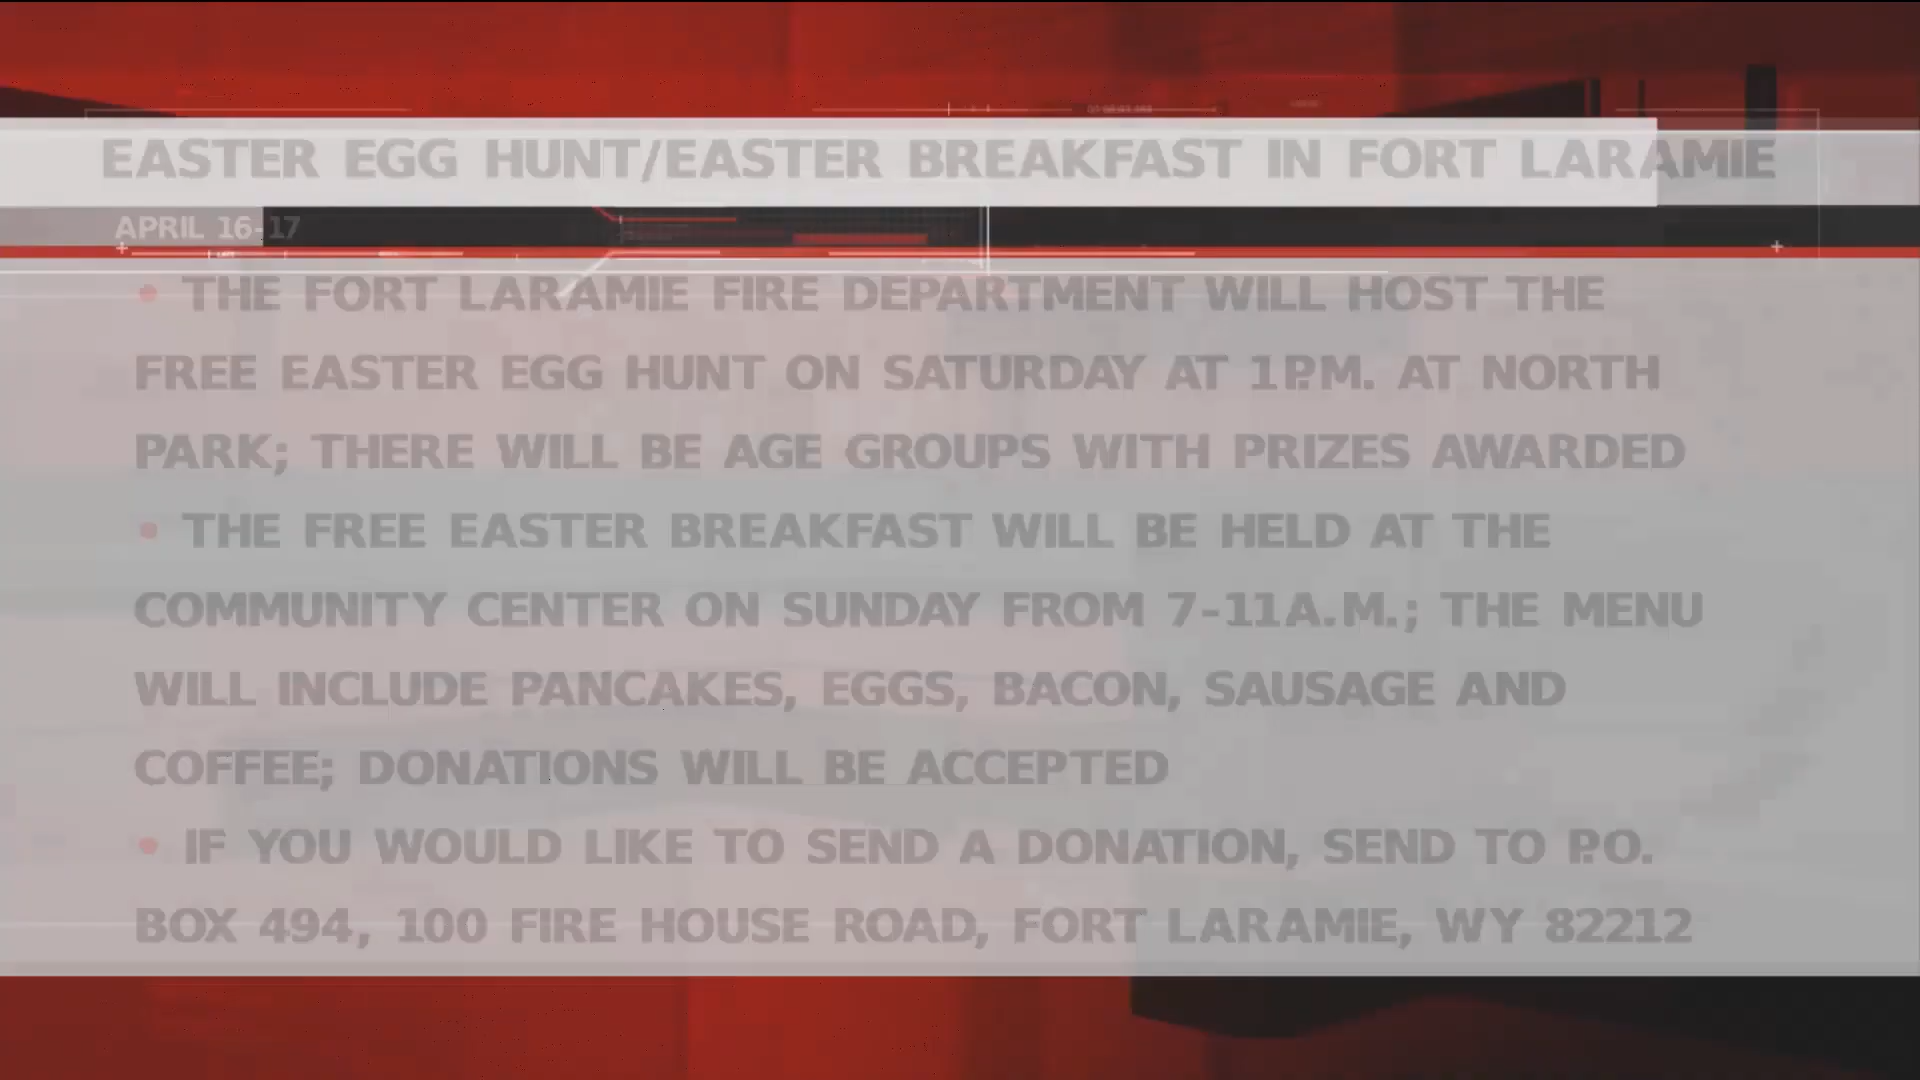 EASTER EGG HUNT/EASTER BREAKFAST IN FORT LARAMIE
APRIL 16-17
• THE FORT LARAMIE FIRE DEPARTMENT WILL HOST THE
FREE EASTER EGG HUNT ON SATURDAY AT 1P.M. AT NORTH
PARK; THERE WILL BE AGE GROUPS WITH PRIZES AWARDED
• THE FREE EASTER BREAKFAST WILL BE HELD AT THE
COMMUNITY CENTER ON SUNDAY FROM 7-11A.M.; THE MENU
WILL INCLUDE PANCAKES, EGGS, BACON, SAUSAGE AND
COFFEE; DONATIONS WILL BE ACCEPTED
• IF YOU WOULD LIKE TO SEND A DONATION, SEND TO P.O.
BOX 494, 100 FIRE HOUSE ROAD, FORT LARAMIE, WY 82212